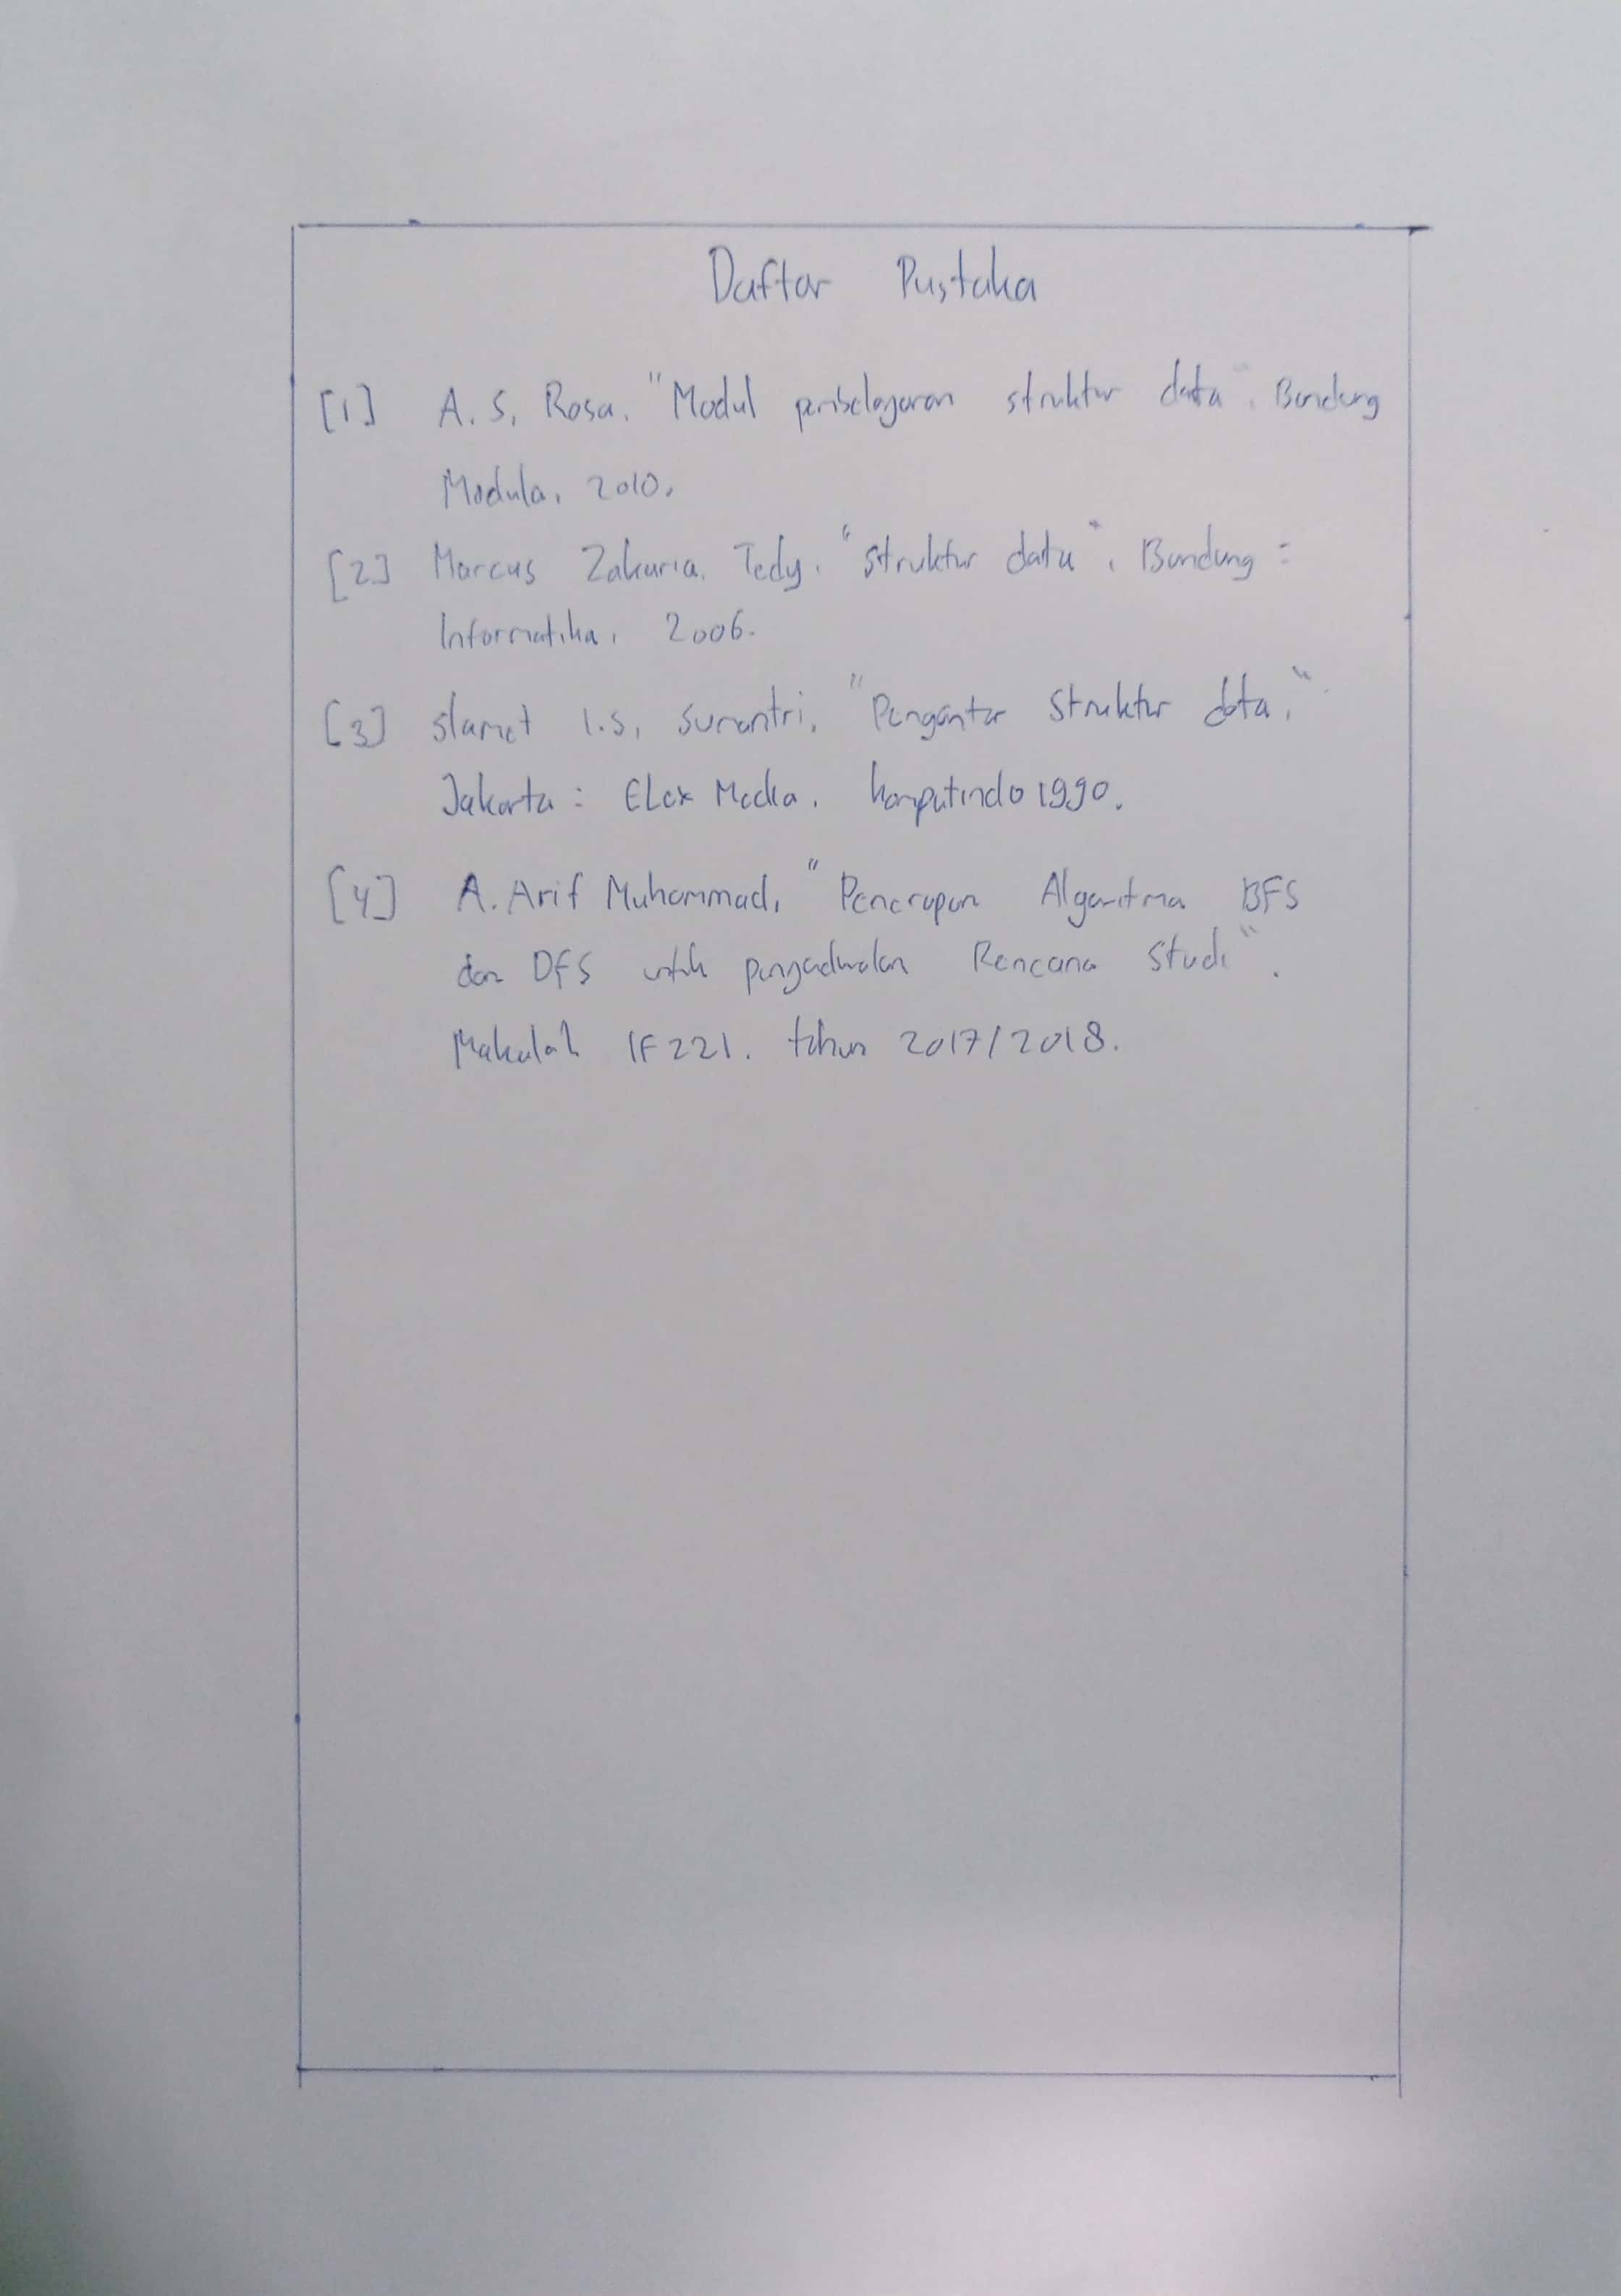 Daftar Pustaka
[1] A. S, Rosa. "Modul pembelajaran struktur data". Bandung
Modula, 2010.
[2] Marcus Zakaria, Tedy. "struktur data", Bandung :
Informatika, 2006.
[3] Slamet I.S, Sumantri, "Pengantar Struktur data,"
Jakarta : ELex Media, komputindo 1990.
[4] A. Arif Muhammad, "Penerapan Algoritma BFS
dan DFS untuk pengadwalan Rencana Studi".
Makalah IF221. tahun 2017/2018.